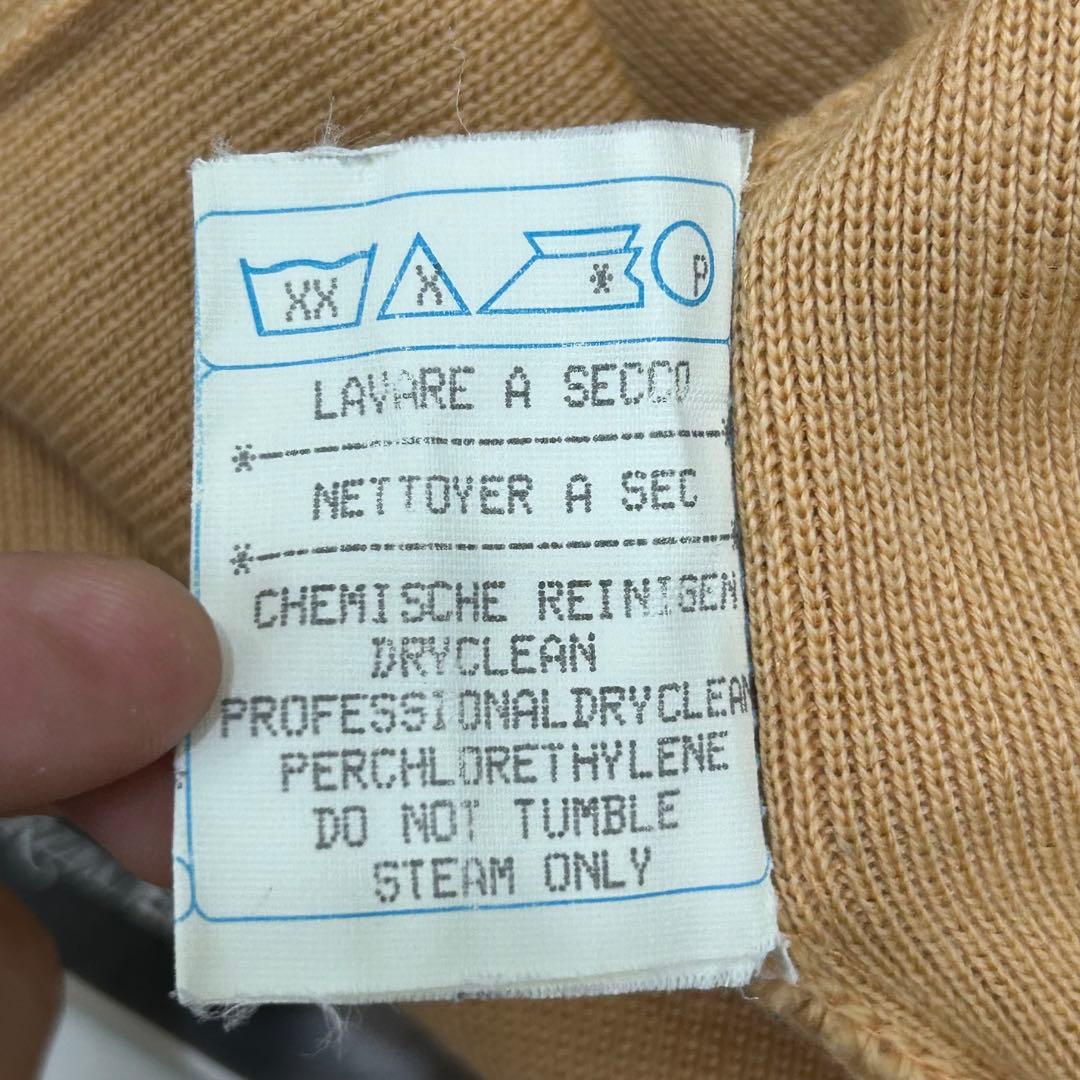 XX X * P
LAVARE A SECCO
*----------------
NETTOYER A SEC
*----------------
CHEMISCHE REINIGEN
DRYCLEAN
PROFESSIONALDRYCLEAN
PERCHLORETHYLENE
DO NOT TUMBLE
STEAM ONLY